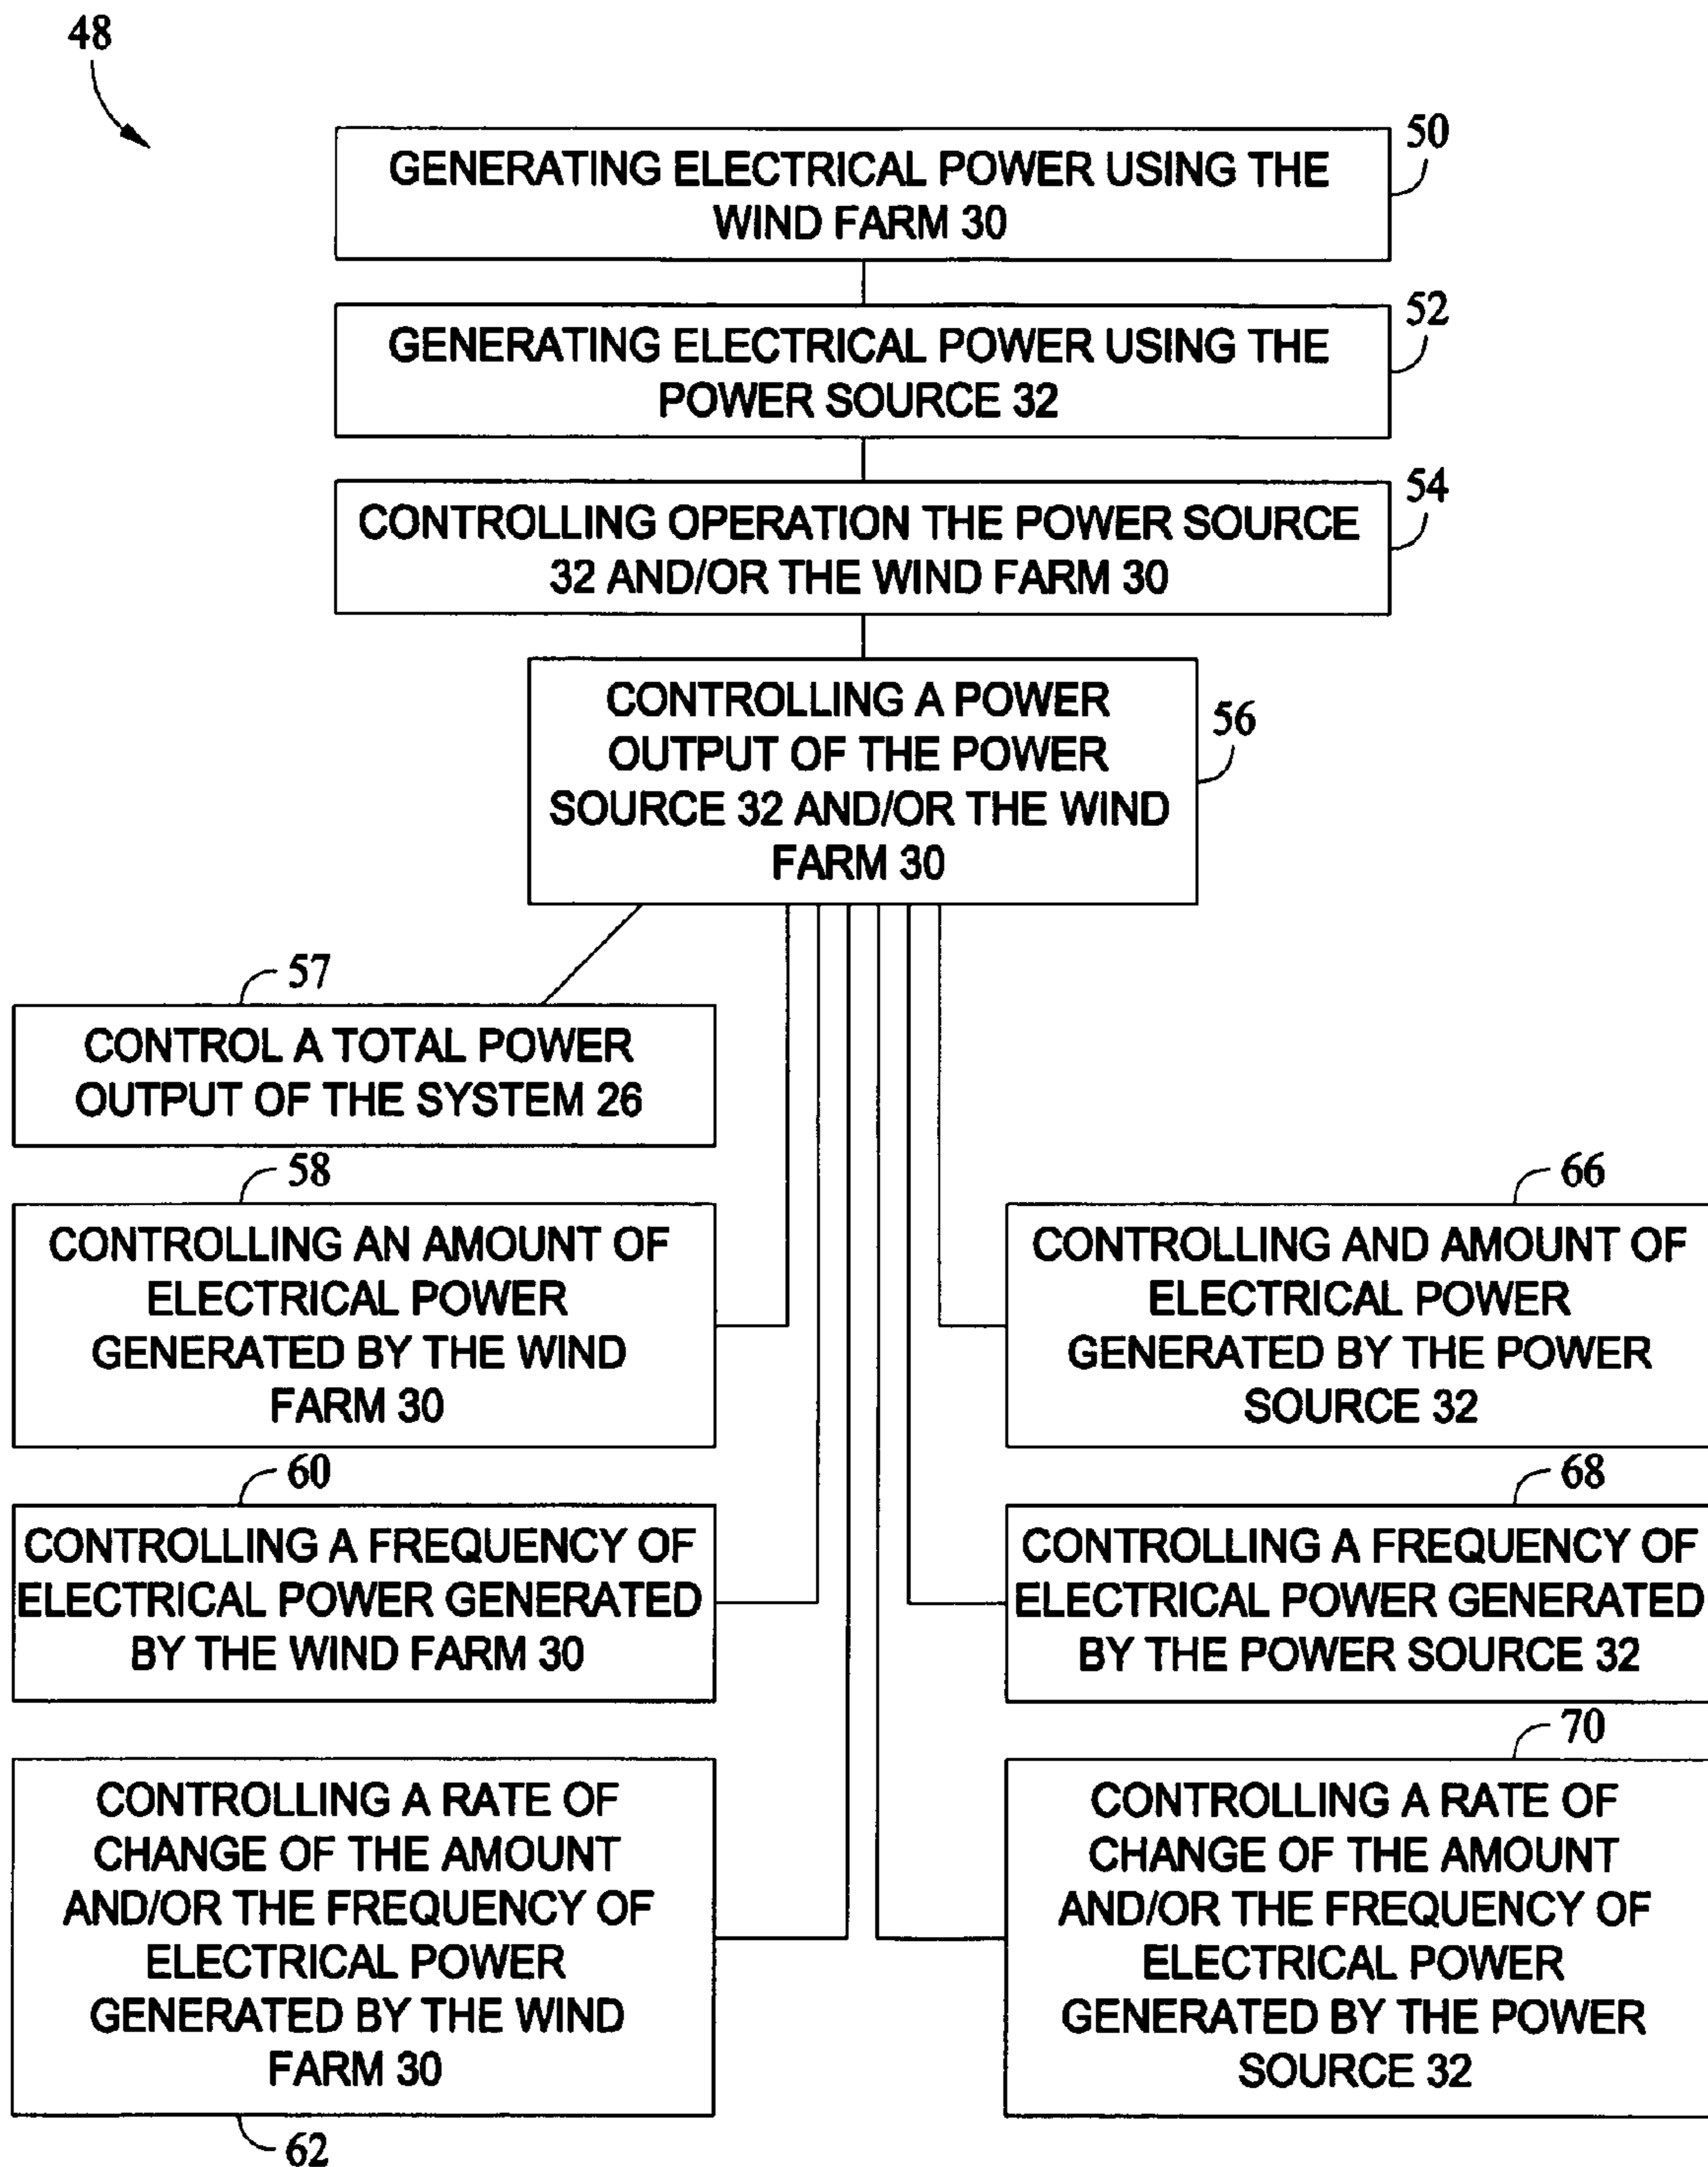 48
50
GENERATING ELECTRICAL POWER USING THE
WIND FARM 30
52
GENERATING ELECTRICAL POWER USING THE
POWER SOURCE 32
54
CONTROLLING OPERATION THE POWER SOURCE
32 AND/OR THE WIND FARM 30
56
CONTROLLING A POWER
OUTPUT OF THE POWER
SOURCE 32 AND/OR THE WIND
FARM 30
57
CONTROL A TOTAL POWER
OUTPUT OF THE SYSTEM 26
58
CONTROLLING AN AMOUNT OF
ELECTRICAL POWER
GENERATED BY THE WIND
FARM 30
66
CONTROLLING AND AMOUNT OF
ELECTRICAL POWER
GENERATED BY THE POWER
SOURCE 32
60
CONTROLLING A FREQUENCY OF
ELECTRICAL POWER GENERATED
BY THE WIND FARM 30
68
CONTROLLING A FREQUENCY OF
ELECTRICAL POWER GENERATED
BY THE POWER SOURCE 32
62
CONTROLLING A RATE OF
CHANGE OF THE AMOUNT
AND/OR THE FREQUENCY OF
ELECTRICAL POWER
GENERATED BY THE WIND
FARM 30
70
CONTROLLING A RATE OF
CHANGE OF THE AMOUNT
AND/OR THE FREQUENCY OF
ELECTRICAL POWER
GENERATED BY THE POWER
SOURCE 32